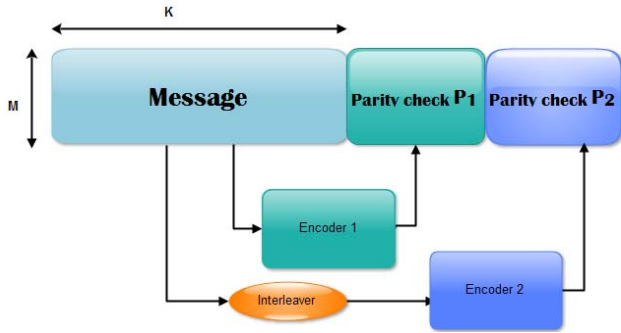 K
M
Message
Parity check P1
Parity check P2
Encoder 1
Interleaver
Encoder 2